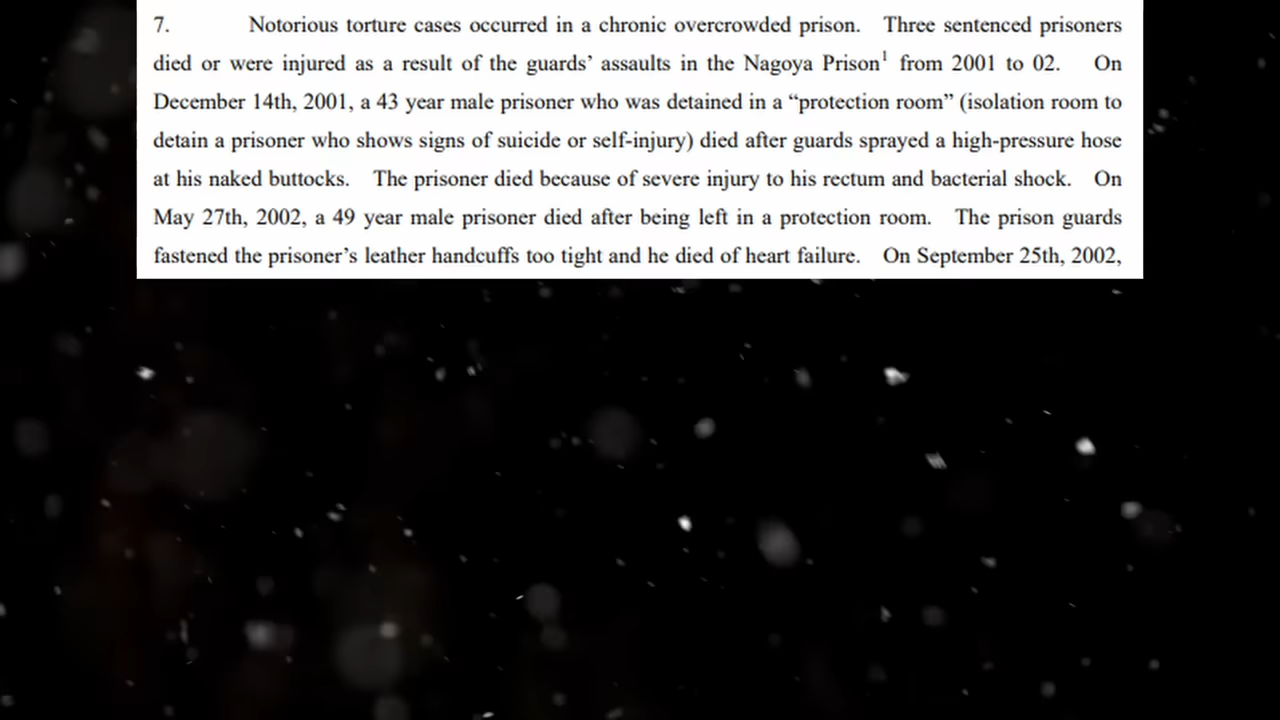 7. Notorious torture cases occurred in a chronic overcrowded prison. Three sentenced prisoners
died or were injured as a result of the guards’ assaults in the Nagoya Prison¹ from 2001 to 02. On
December 14th, 2001, a 43 year male prisoner who was detained in a “protection room” (isolation room to
detain a prisoner who shows signs of suicide or self-injury) died after guards sprayed a high-pressure hose
at his naked buttocks. The prisoner died because of severe injury to his rectum and bacterial shock. On
May 27th, 2002, a 49 year male prisoner died after being left in a protection room. The prison guards
fastened the prisoner’s leather handcuffs too tight and he died of heart failure. On September 25th, 2002,